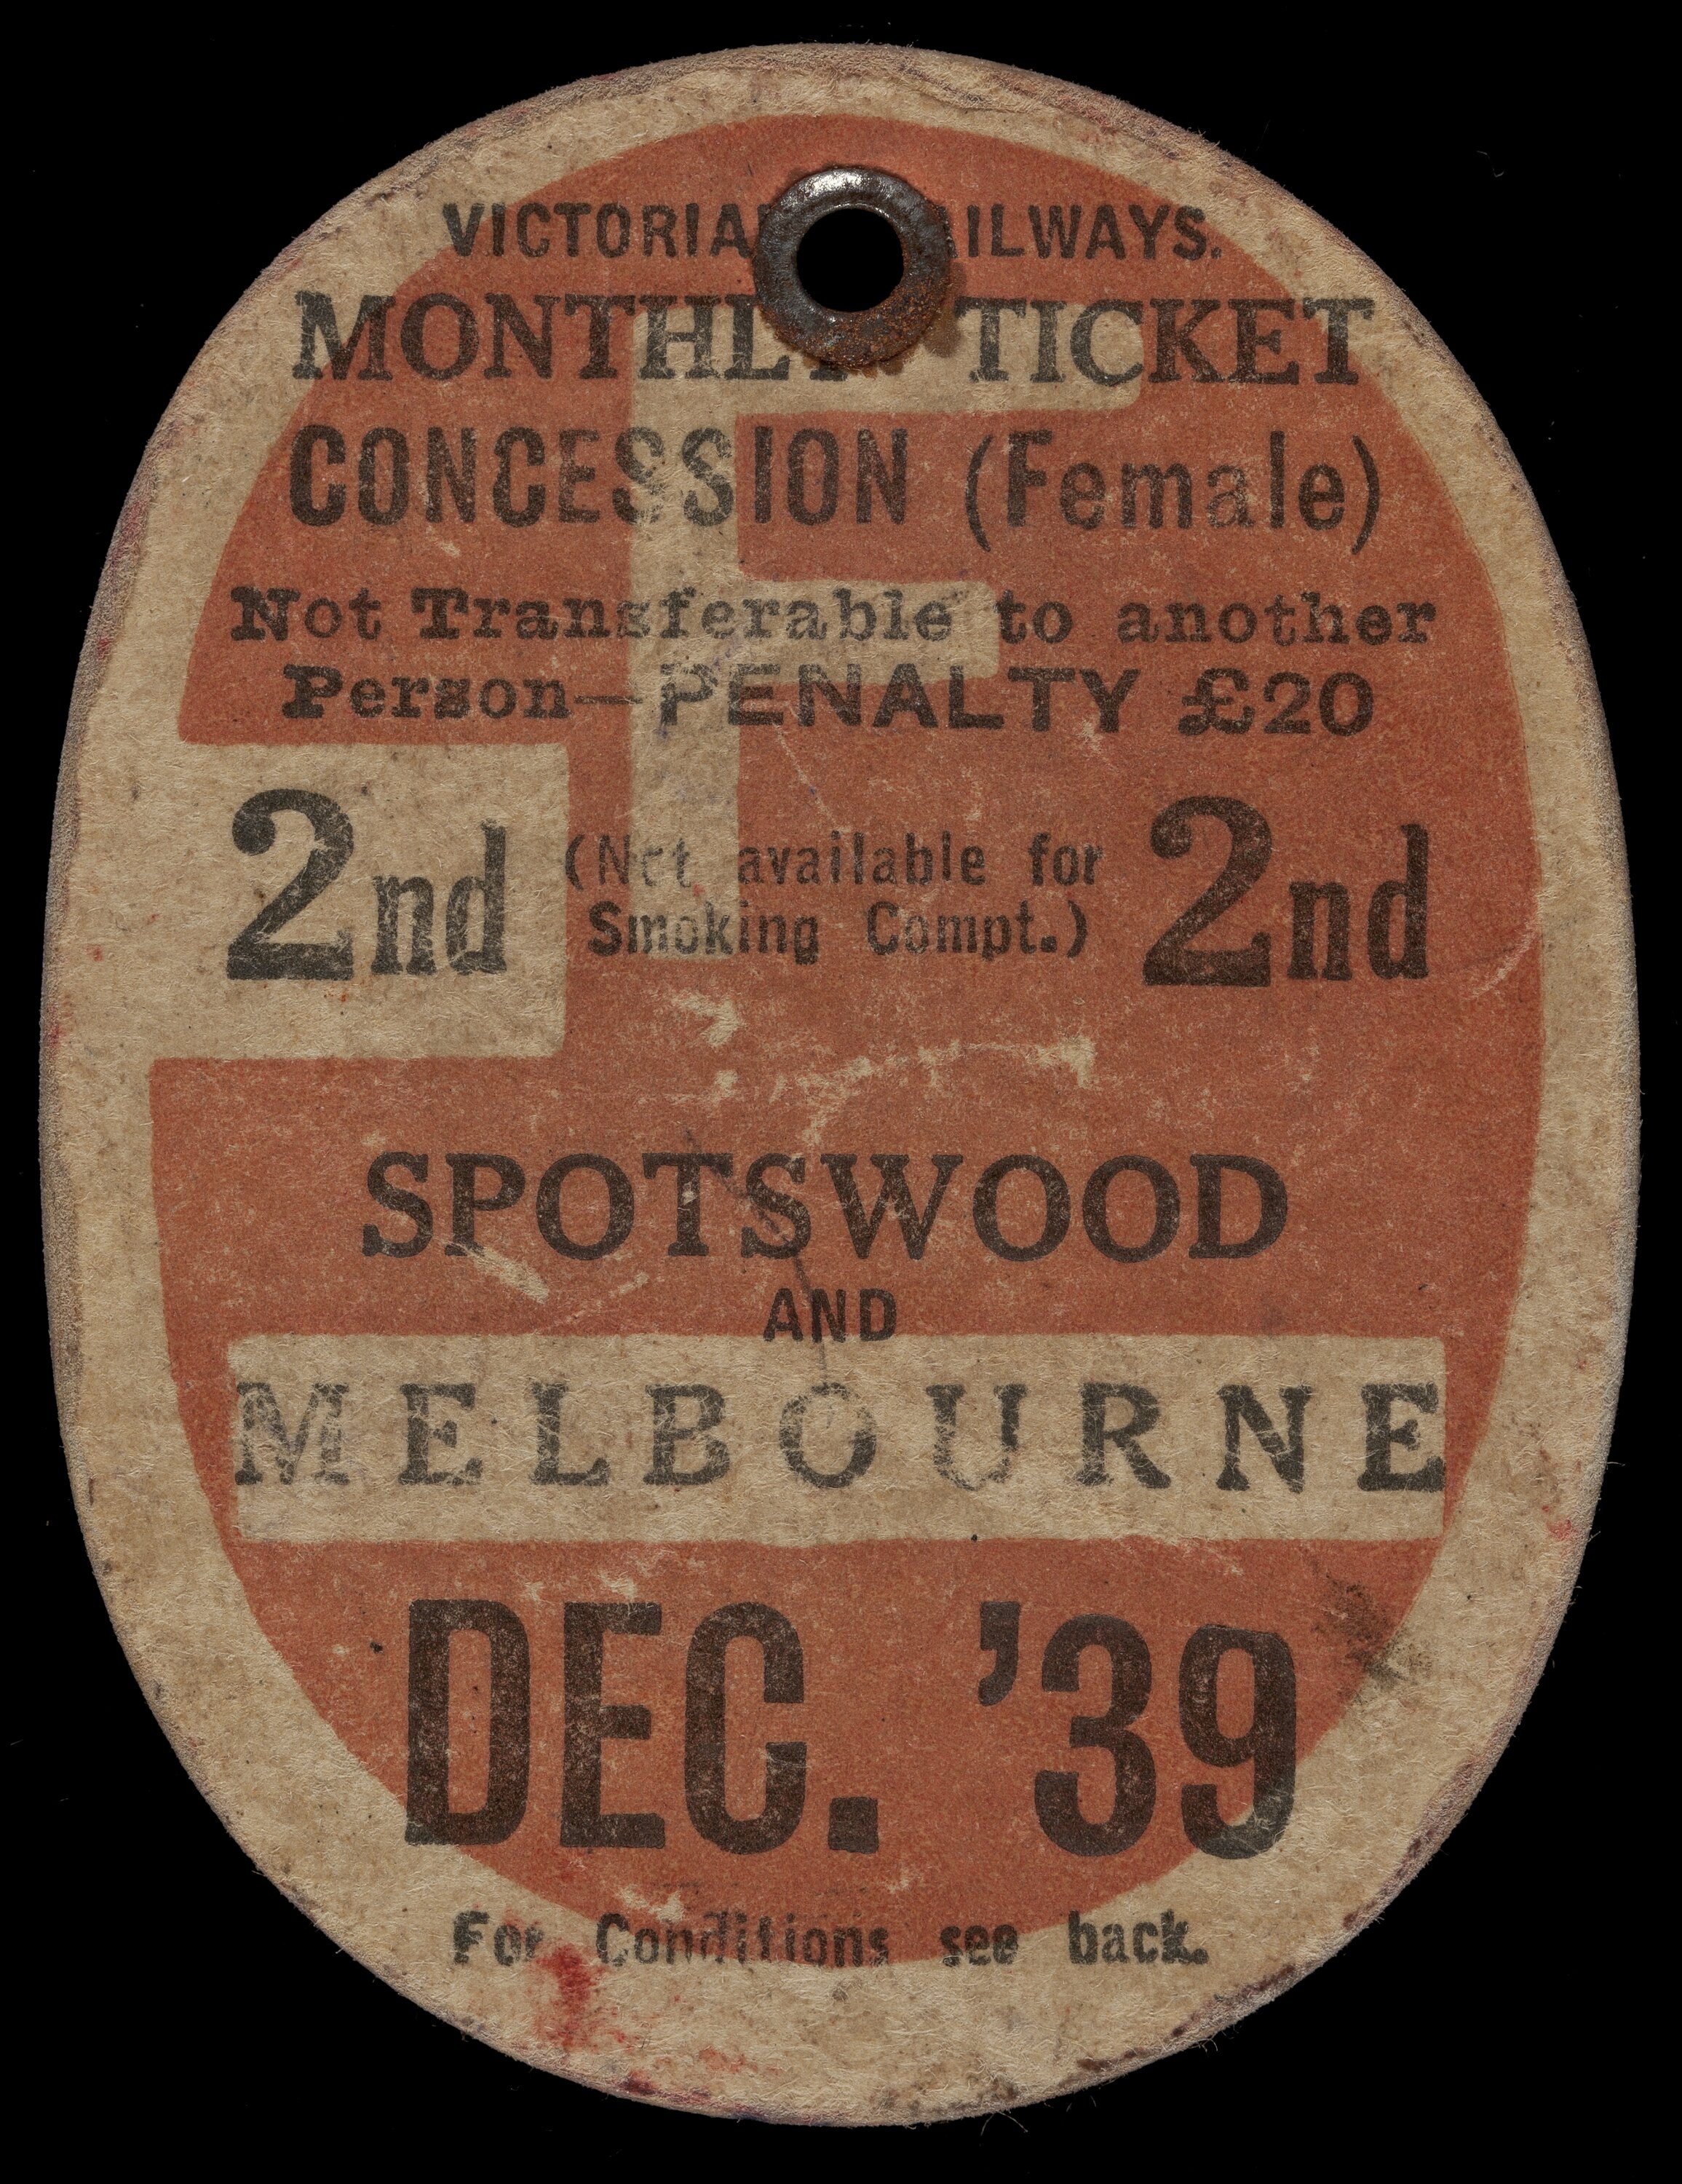 VICTORIAN RAILWAYS.
MONTHLY TICKET
CONCESSION (Female)
Not Transferable to another
Person—PENALTY £20
F
2nd (Not available for Smoking Compt.) 2nd
SPOTSWOOD
AND
MELBOURNE
DEC. '39
For Conditions see back.